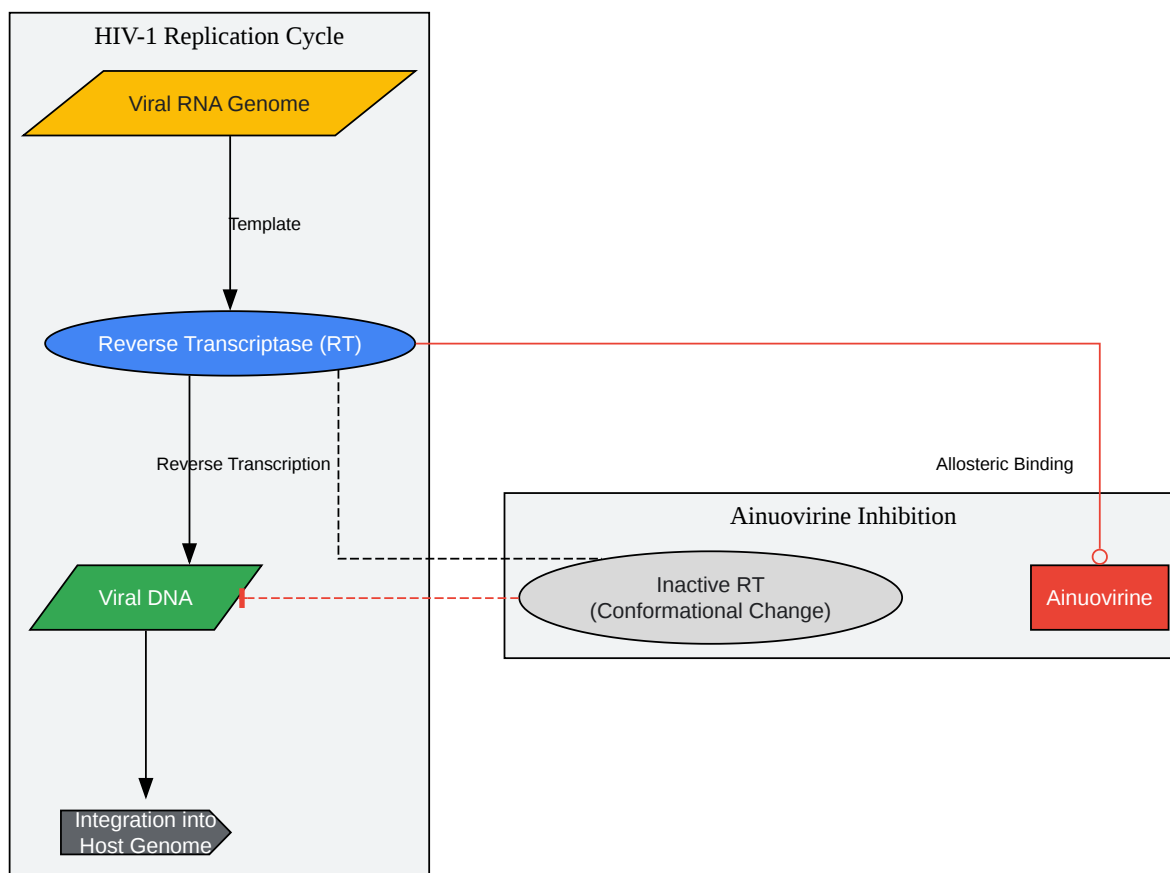 HIV-1 Replication Cycle
Viral RNA Genome
Template
Reverse Transcriptase (RT)
Reverse Transcription
Allosteric Binding
Ainuovirine Inhibition
Viral DNA
Inactive RT
(Conformational Change)
Ainuovirine
Integration into
Host Genome